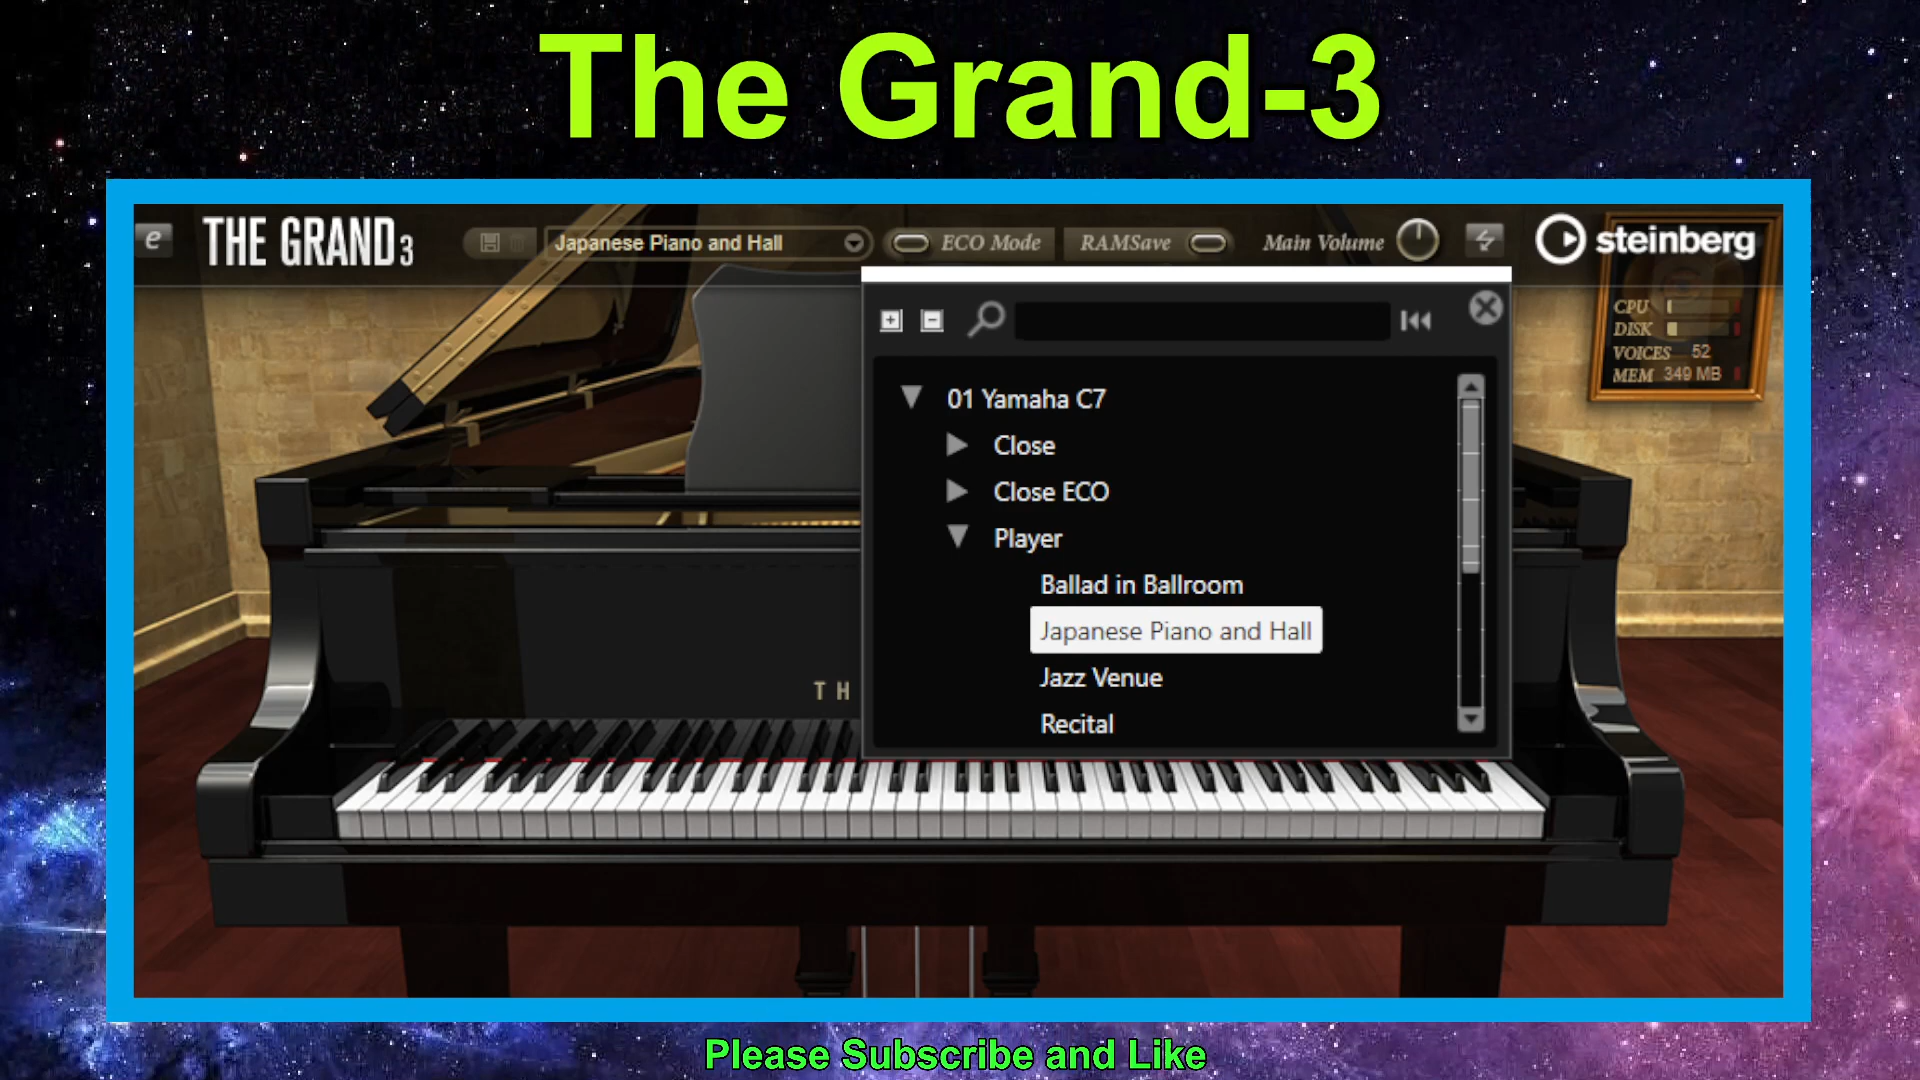 The Grand-3
e THE GRAND 3 Japanese Piano and Hall ECO Mode RAMSave Main Volume steinberg
CPU
DISK
VOICES 52
MEM 349 MB
01 Yamaha C7
Close
Close ECO
Player
Ballad in Ballroom
Japanese Piano and Hall
Jazz Venue
Recital
T H
Please Subscribe and Like